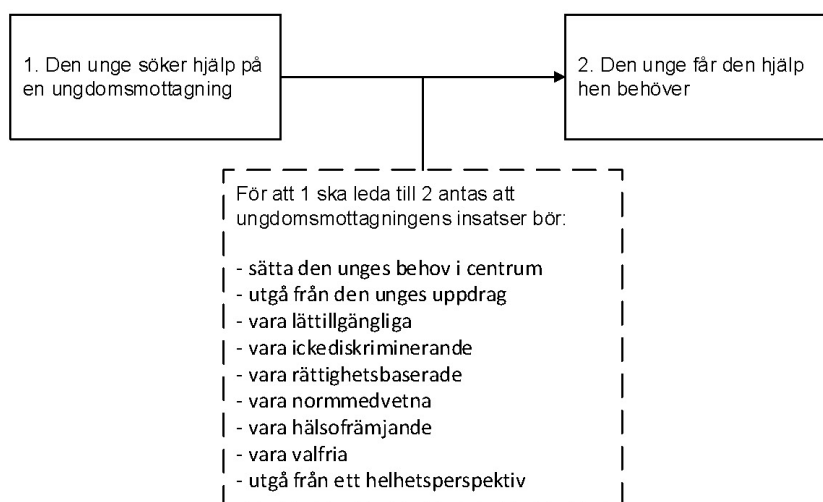 1. Den unge söker hjälp på
en ungdomsmottagning
2. Den unge får den hjälp
hen behöver
För att 1 ska leda till 2 antas att
ungdomsmottagningens insatser bör:
- sätta den unges behov i centrum
- utgå från den unges uppdrag
- vara lättillgängliga
- vara ickediskriminerande
- vara rättighetsbaserade
- vara normmedvetna
- vara hälsofrämjande
- vara valfria
- utgå från ett helhetsperspektiv